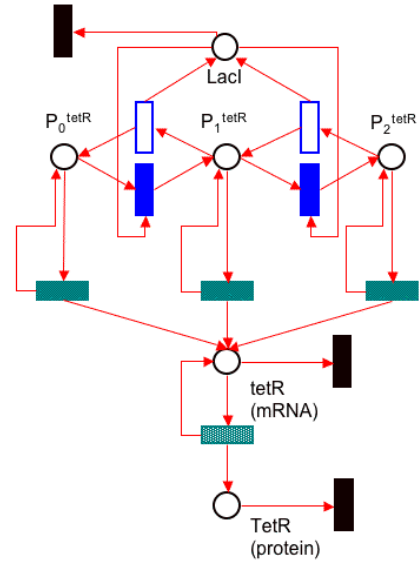 LacI
P₀ᵗᵉᵗᴿ
P₁ᵗᵉᵗᴿ
P₂ᵗᵉᵗᴿ
tetR
(mRNA)
TetR
(protein)